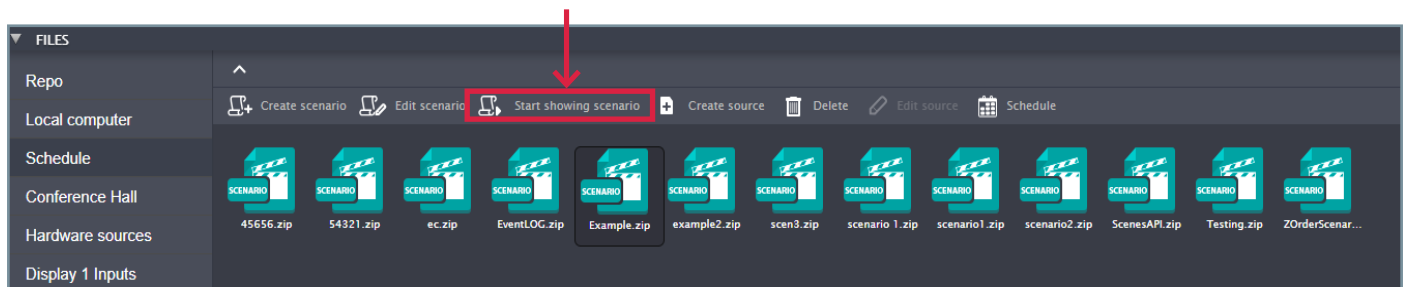 FILES
Repo
Local computer
Schedule
Conference Hall
Hardware sources
Display 1 Inputs
Create scenario Edit scenario Start showing scenario Create source Delete Edit source Schedule
SCENARIO SCENARIO SCENARIO SCENARIO SCENARIO SCENARIO SCENARIO SCENARIO SCENARIO SCENARIO SCENARIO SCENARIO SCENARIO
45656.zip 54321.zip ec.zip EventLOG.zip Example.zip example2.zip scen3.zip scenario 1.zip scenario1.zip scenario2.zip ScenesAPI.zip Testing.zip ZOrderScenar...